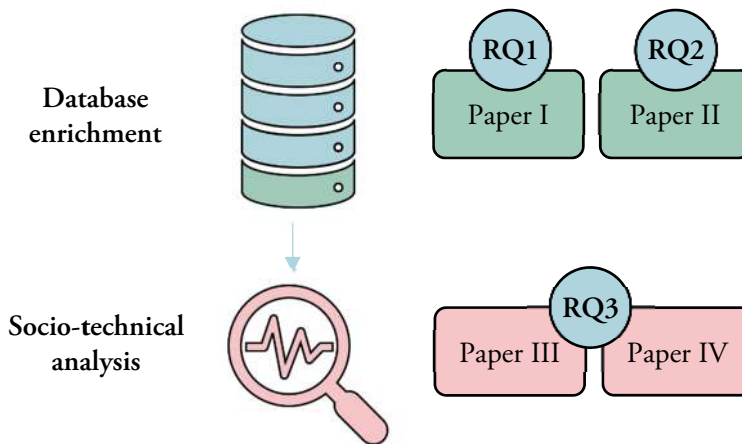 RQ1
RQ2
Database
enrichment
Paper I
Paper II
Socio-technical
analysis
RQ3
Paper III
Paper IV